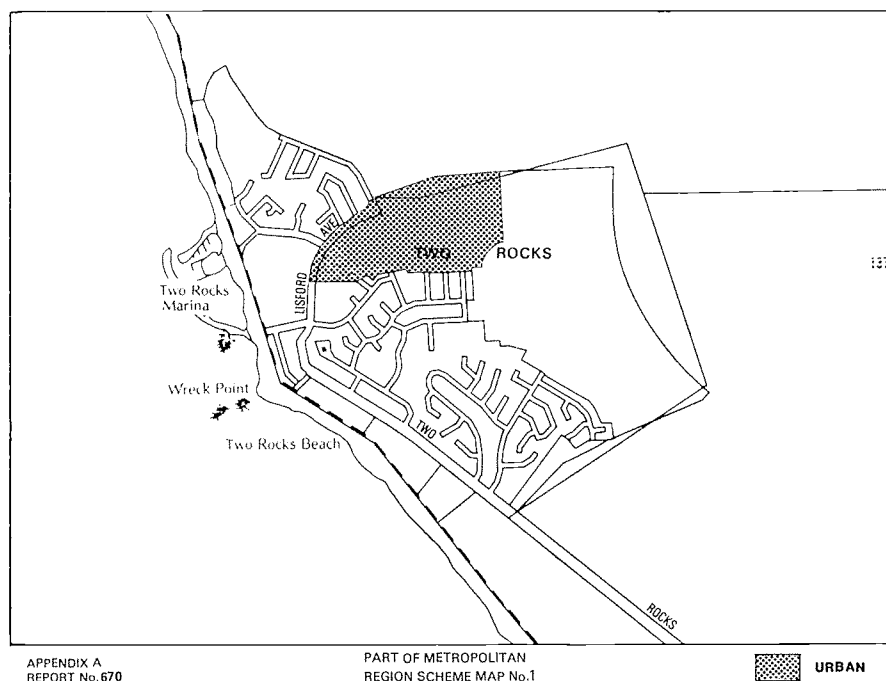 AVE
TWO ROCKS
LISFORD
Two Rocks
Marina
Wreck Point
Two Rocks Beach
TWO
ROCKS
APPENDIX A
REPORT No. 670
PART OF METROPOLITAN
REGION SCHEME MAP No.1
URBAN